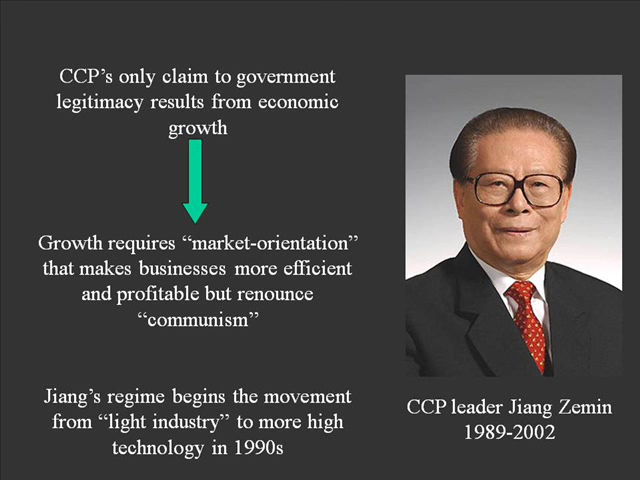 CCP’s only claim to government
legitimacy results from economic
growth
Growth requires “market-orientation”
that makes businesses more efficient
and profitable but renounce
“communism”
Jiang’s regime begins the movement
from “light industry” to more high
technology in 1990s
CCP leader Jiang Zemin
1989-2002